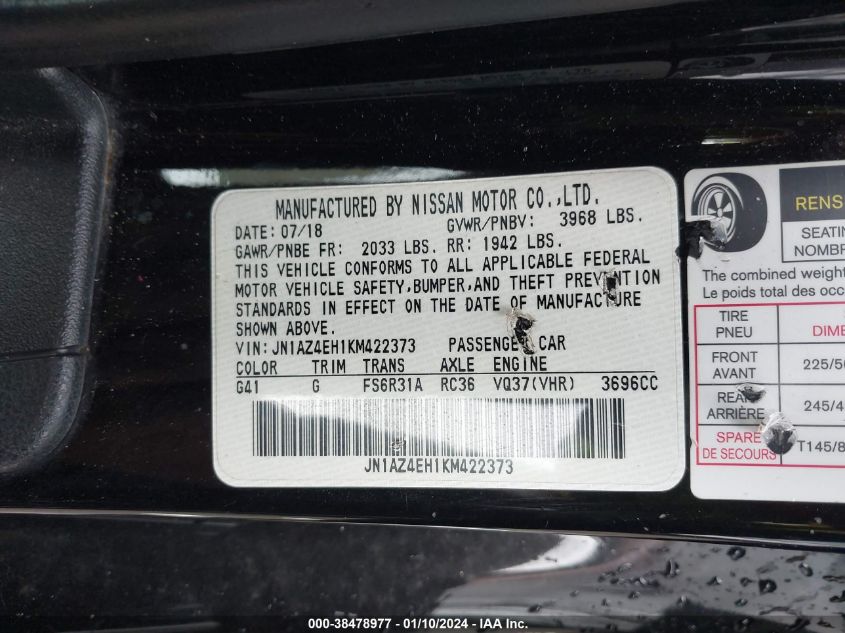 MANUFACTURED BY NISSAN MOTOR CO.,LTD.
DATE: 07/18 GVWR/PNBV: 3968 LBS.
GAWR/PNBE FR: 2033 LBS. RR: 1942 LBS.
THIS VEHICLE CONFORMS TO ALL APPLICABLE FEDERAL
MOTOR VEHICLE SAFETY,BUMPER,AND THEFT PREVENTION
STANDARDS IN EFFECT ON THE DATE OF MANUFACTURE
SHOWN ABOVE.
VIN: JN1AZ4EH1KM422373 PASSENGER CAR
COLOR TRIM TRANS AXLE ENGINE
G41 G FS6R31A RC36 VQ37(VHR) 3696CC
JN1AZ4EH1KM422373
RENS
SEATIN
NOMBR
The combined weight
Le poids total des occ
TIRE
PNEU
DIME
FRONT
AVANT
225/50
REAR
ARRIÈRE
245/4
SPARE
DE SECOURS
T145/8
000-38478977 - 01/10/2024 - IAA Inc.